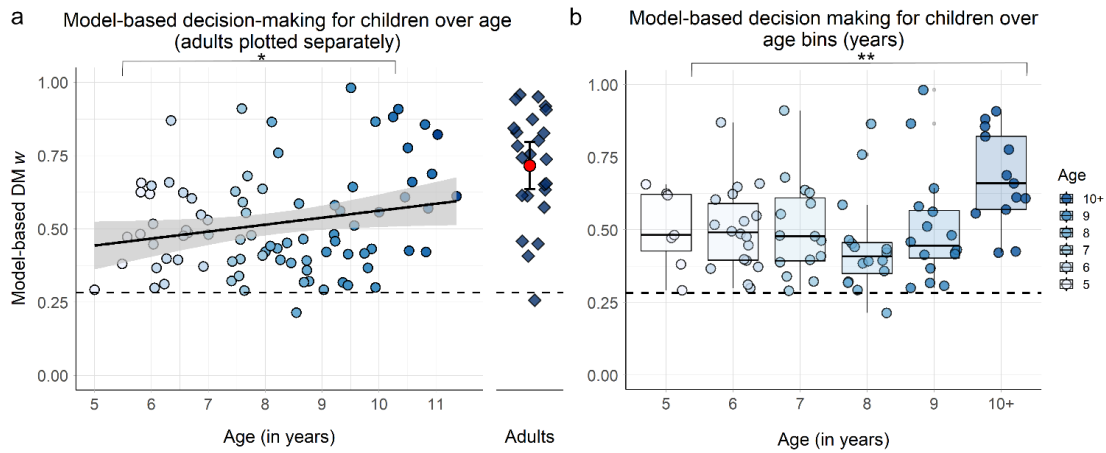 a
Model-based decision-making for children over age
(adults plotted separately)
*
1.00
0.75
0.50
0.25
0.00
Model-based DM w
5 6 7 8 9 10 11
Age (in years)
Adults
b
Model-based decision making for children over
age bins (years)
**
1.00
0.75
0.50
0.25
0.00
5 6 7 8 9 10+
Age (in years)
Age
10+
9
8
7
6
5